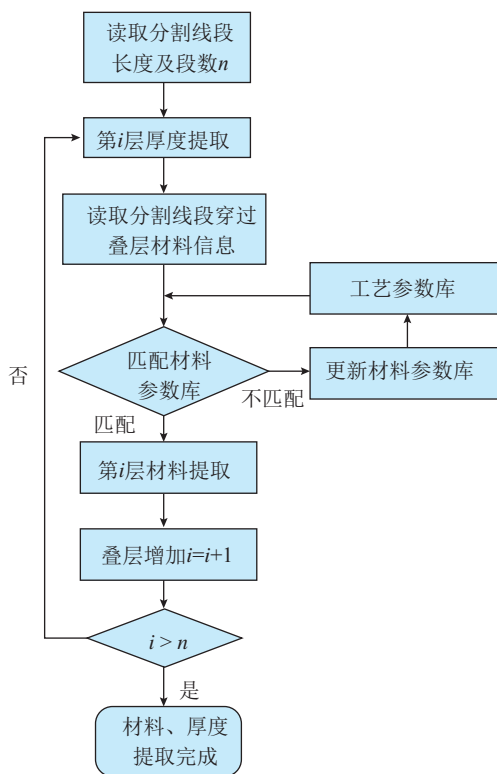 读取分割线段
长度及段数n
第i层厚度提取
读取分割线段穿过
叠层材料信息
工艺参数库
匹配材料
参数库
不匹配
更新材料参数库
否
匹配
第i层材料提取
叠层增加i=i+1
i > n
是
材料、厚度
提取完成